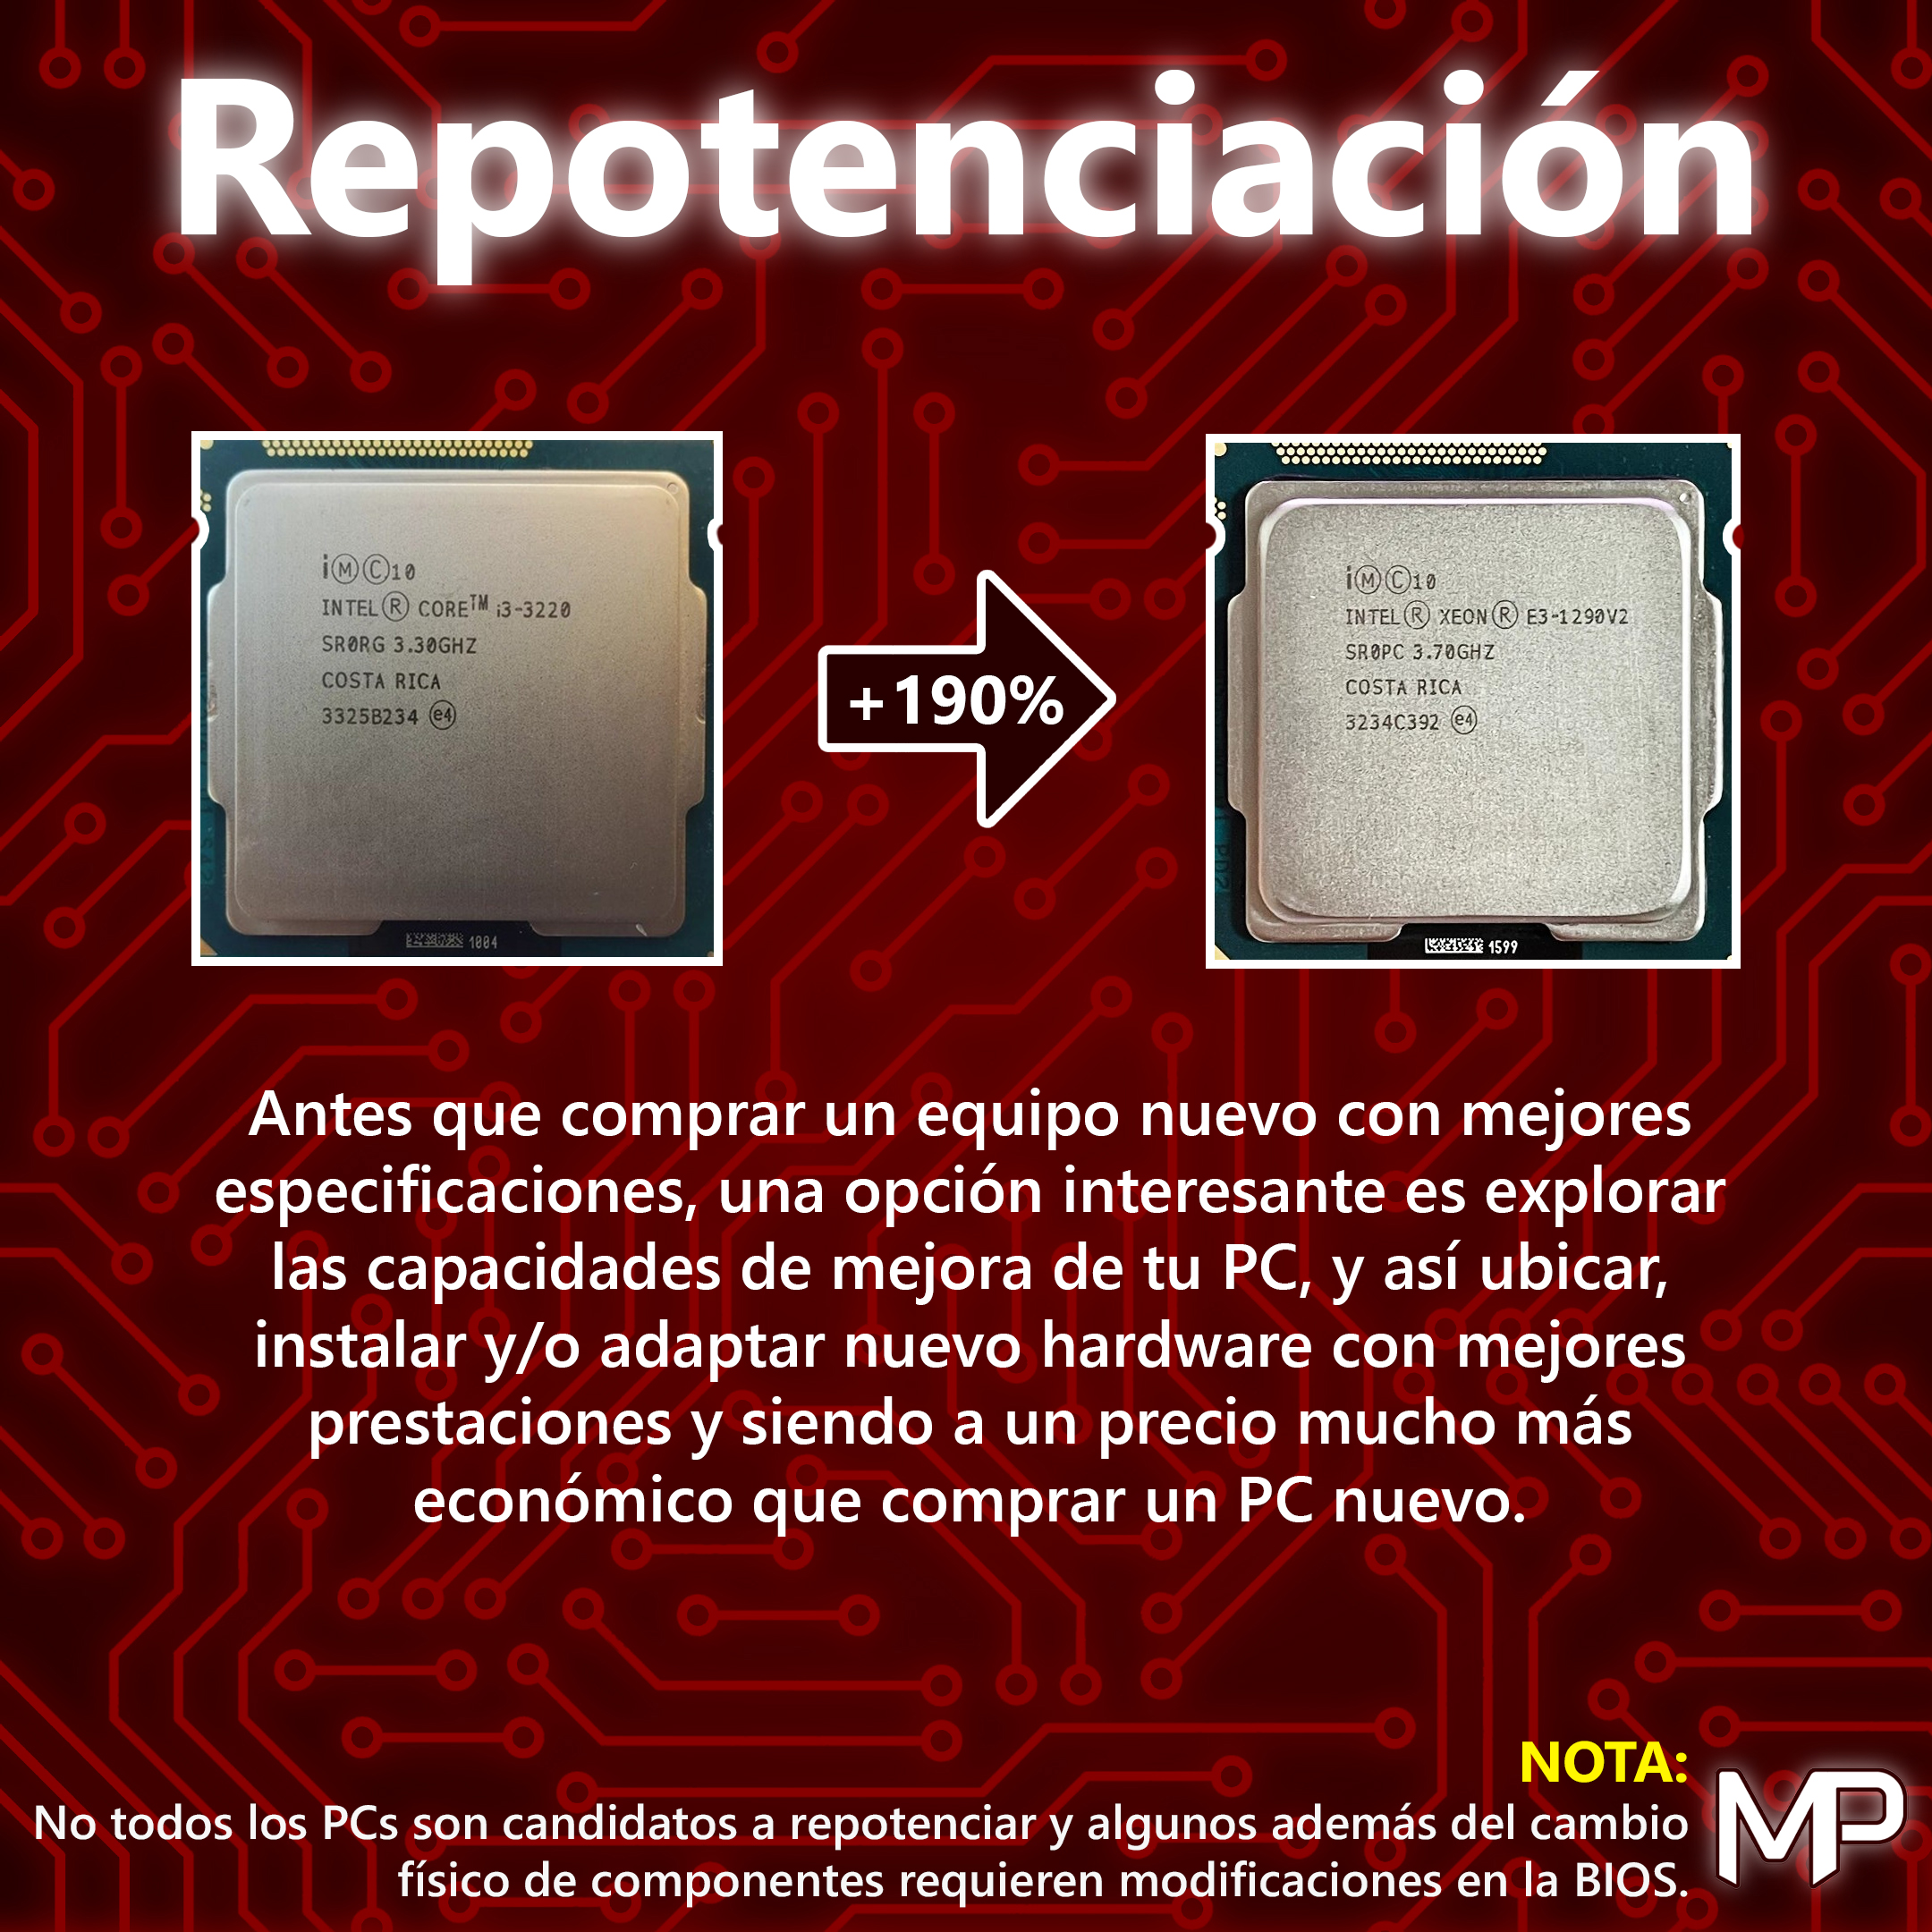 Repotenciación
i Ⓜ Ⓒ10
INTEL® CORE™ i3-3220
SR0RG 3.30GHZ
COSTA RICA
3325B234 ⓔ4
1004
+190%
i Ⓜ Ⓒ10
INTEL® XEON® E3-1290V2
SR0PC 3.70GHZ
COSTA RICA
3234C392 ⓔ4
1599
Antes que comprar un equipo nuevo con mejores
especificaciones, una opción interesante es explorar
las capacidades de mejora de tu PC, y así ubicar,
instalar y/o adaptar nuevo hardware con mejores
prestaciones y siendo a un precio mucho más
económico que comprar un PC nuevo.
NOTA:
No todos los PCs son candidatos a repotenciar y algunos además del cambio
físico de componentes requieren modificaciones en la BIOS.
MP